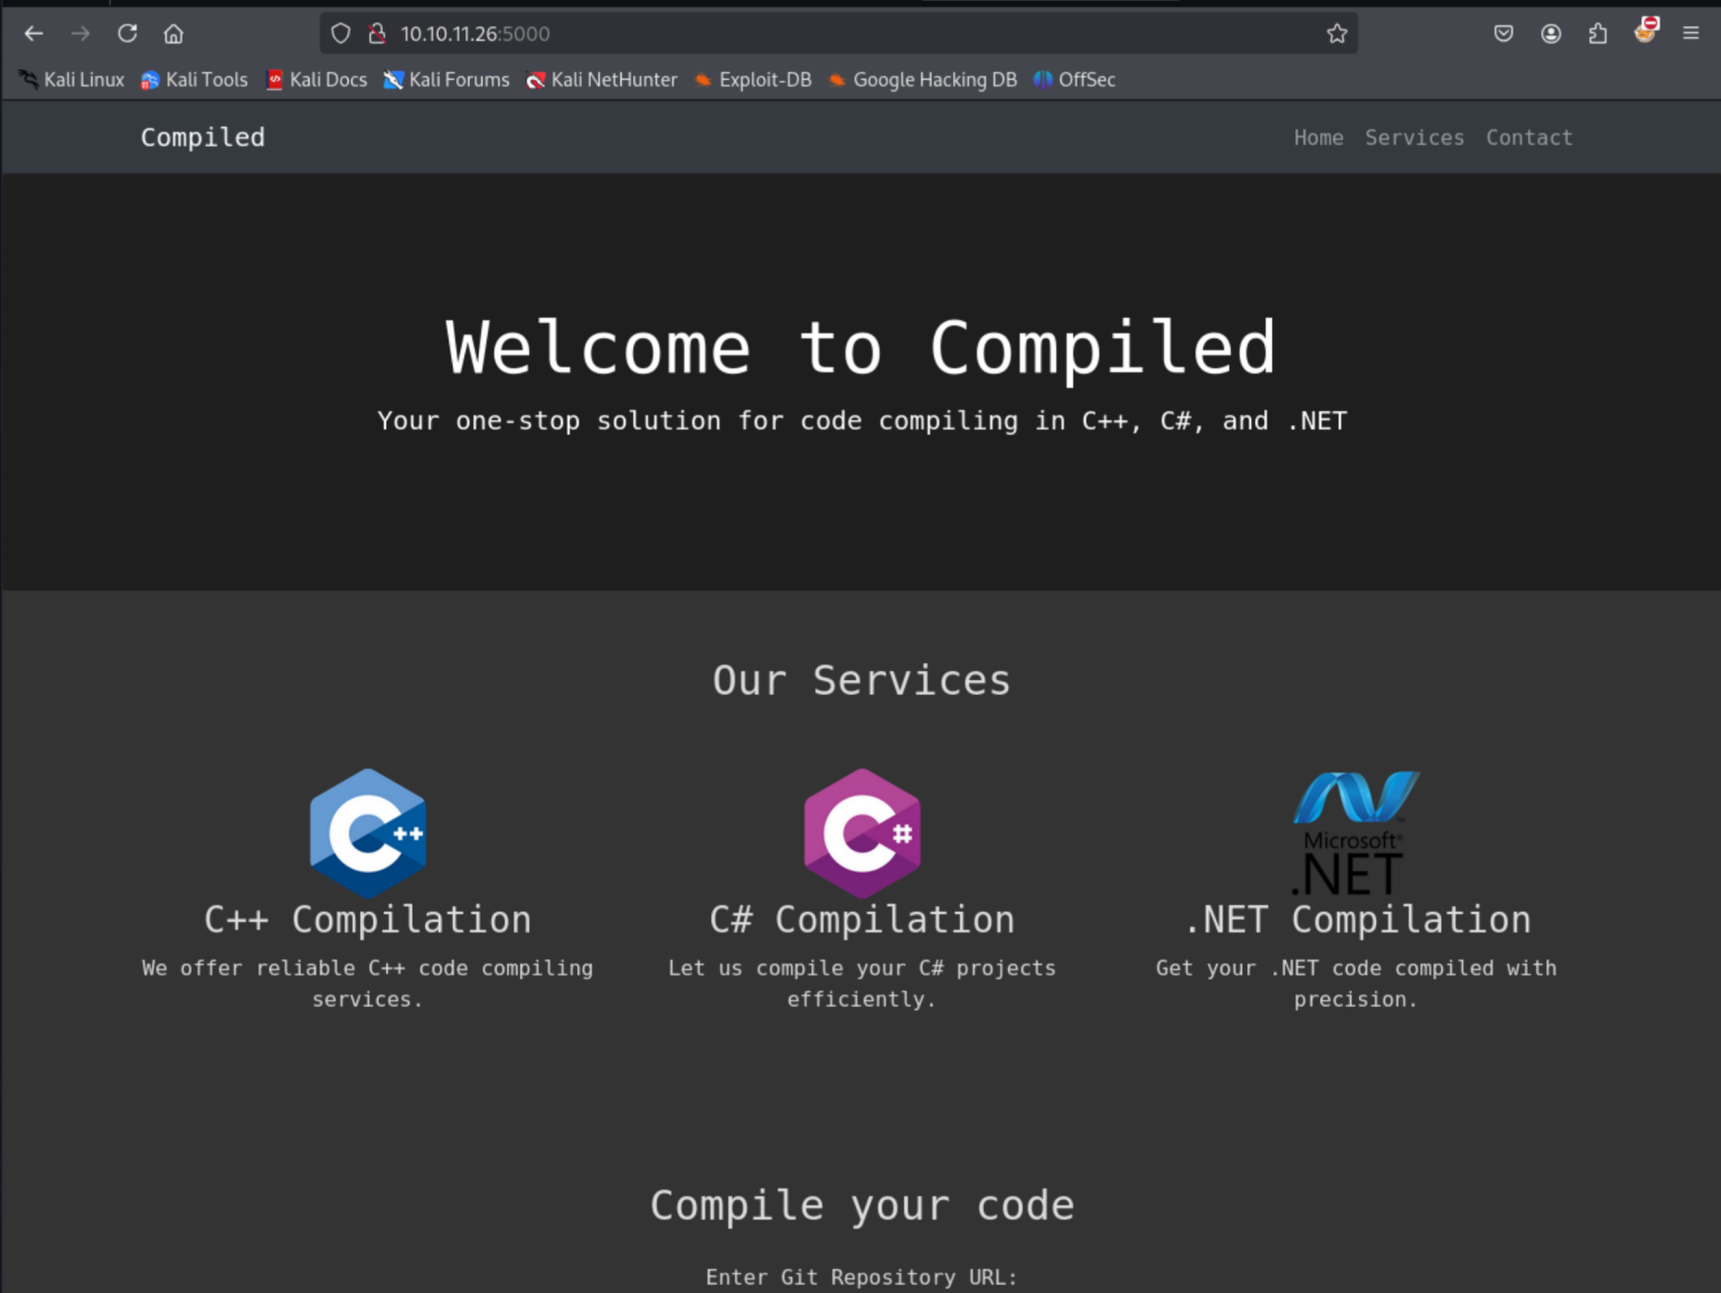 10.10.11.26:5000
Kali Linux Kali Tools Kali Docs Kali Forums Kali NetHunter Exploit-DB Google Hacking DB OffSec
Compiled
Home Services Contact
Welcome to Compiled
Your one-stop solution for code compiling in C++, C#, and .NET
Our Services
C++
C#
Microsoft®
.NET
C++ Compilation
We offer reliable C++ code compiling
services.
C# Compilation
Let us compile your C# projects
efficiently.
.NET Compilation
Get your .NET code compiled with
precision.
Compile your code
Enter Git Repository URL: